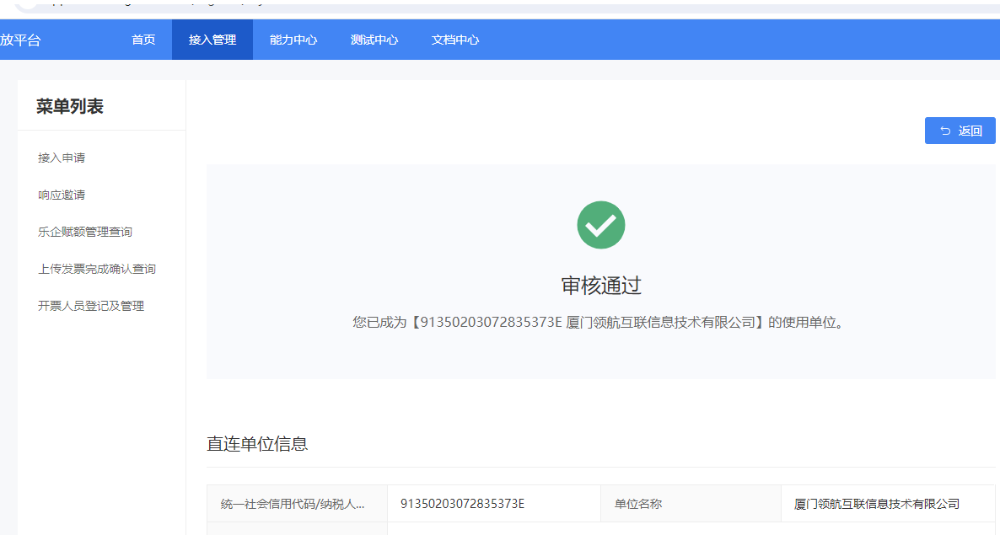 放平台 首页 接入管理 能力中心 测试中心 文档中心
菜单列表
返回
接入申请
响应邀请
乐企赋额管理查询
上传发票完成确认查询
开票人员登记及管理
审核通过
您已成为【91350203072835373E 厦门领航互联信息技术有限公司】的使用单位。
直连单位信息
统一社会信用代码/纳税人... 91350203072835373E 单位名称 厦门领航互联信息技术有限公司